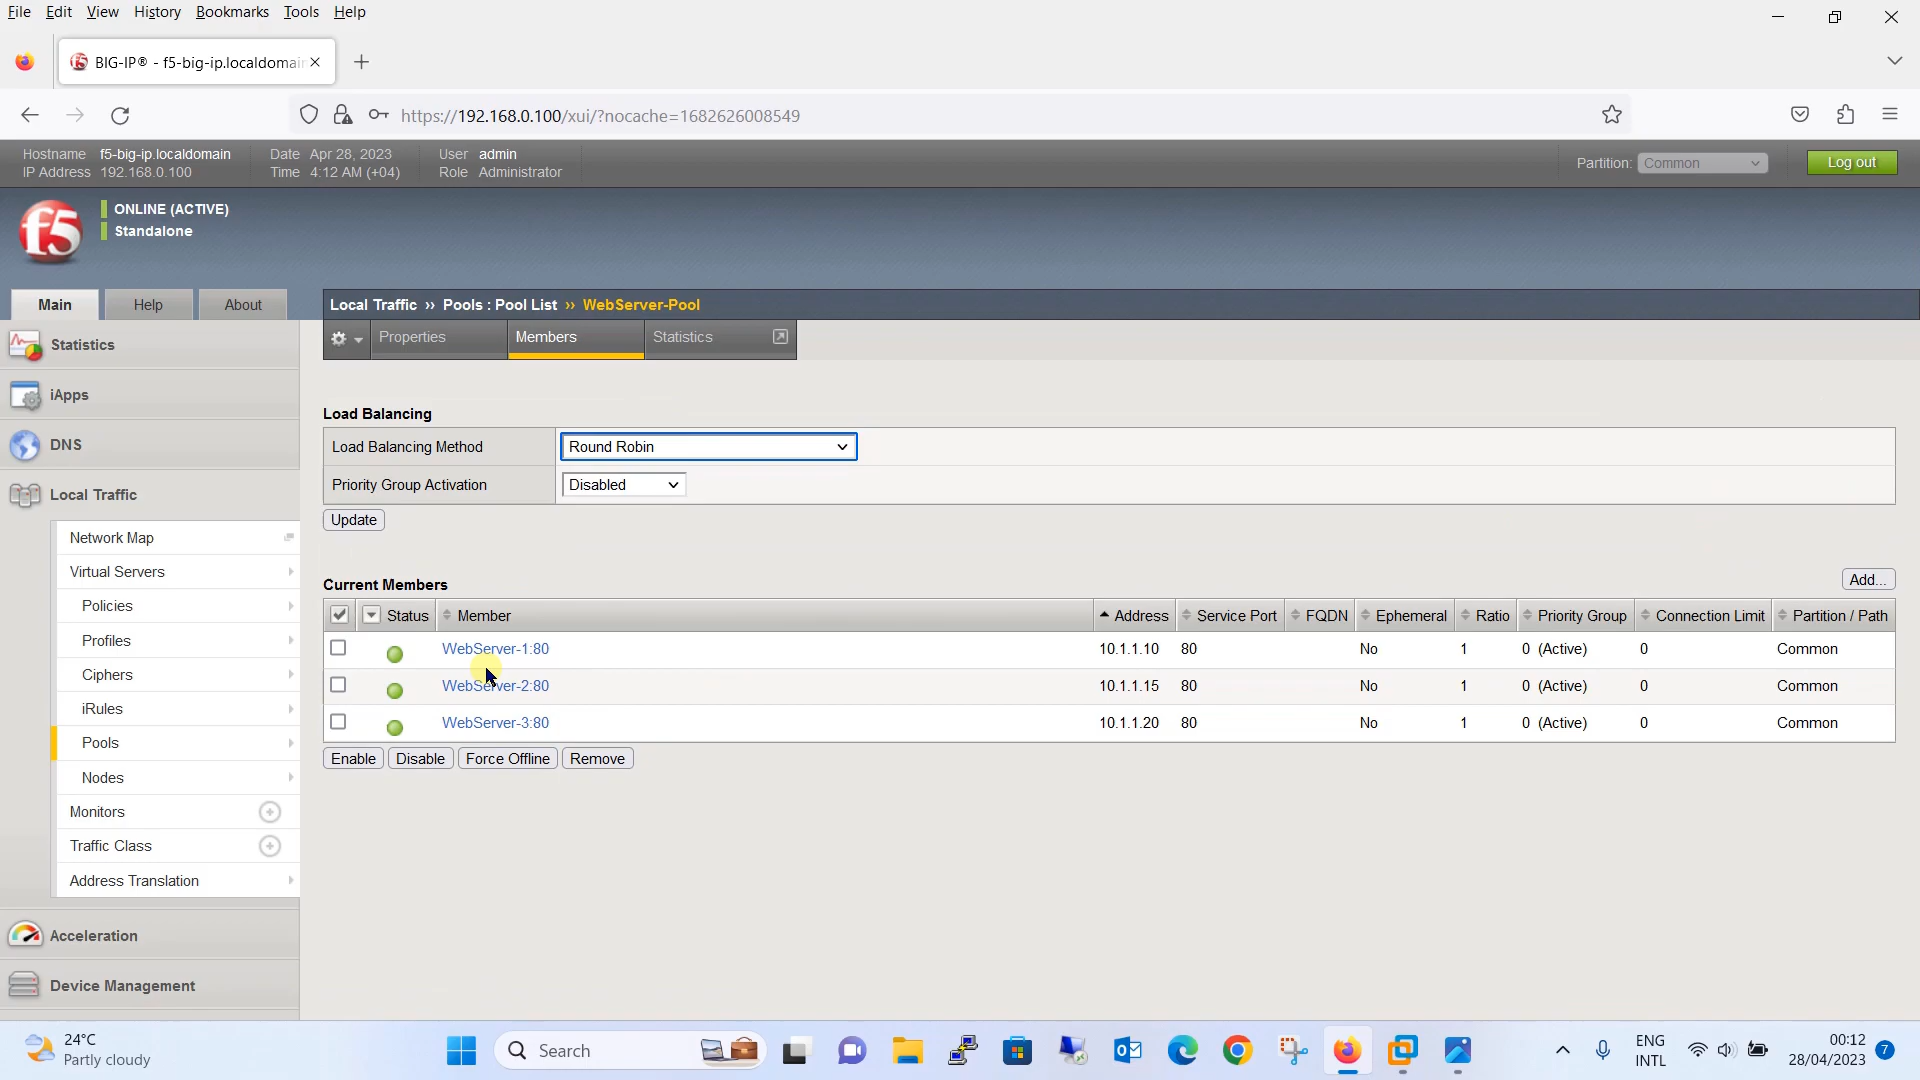 File Edit View History Bookmarks Tools Help
BIG-IP® - f5-big-ip.localdomai
https://192.168.0.100/xui/?nocache=1682626008549
Hostname f5-big-ip.localdomain Date Apr 28, 2023 User admin
IP Address 192.168.0.100 Time 4:12 AM (+04) Role Administrator
Partition: Common Log out
f5
ONLINE (ACTIVE)
Standalone
Main Help About
Local Traffic ›› Pools : Pool List ›› WebServer-Pool
Properties Members Statistics
Statistics
iApps
DNS
Local Traffic
Network Map
Virtual Servers
Policies
Profiles
Ciphers
iRules
Pools
Nodes
Monitors
Traffic Class
Address Translation
Acceleration
Device Management
Load Balancing
Load Balancing Method Round Robin
Priority Group Activation Disabled
Update
Current Members
Add...
Status Member Address Service Port FQDN Ephemeral Ratio Priority Group Connection Limit Partition / Path
WebServer-1:80 10.1.1.10 80 No 1 0 (Active) 0 Common
WebServer-2:80 10.1.1.15 80 No 1 0 (Active) 0 Common
WebServer-3:80 10.1.1.20 80 No 1 0 (Active) 0 Common
Enable Disable Force Offline Remove
24°C
Partly cloudy
Search
ENG
INTL
00:12
28/04/2023
7